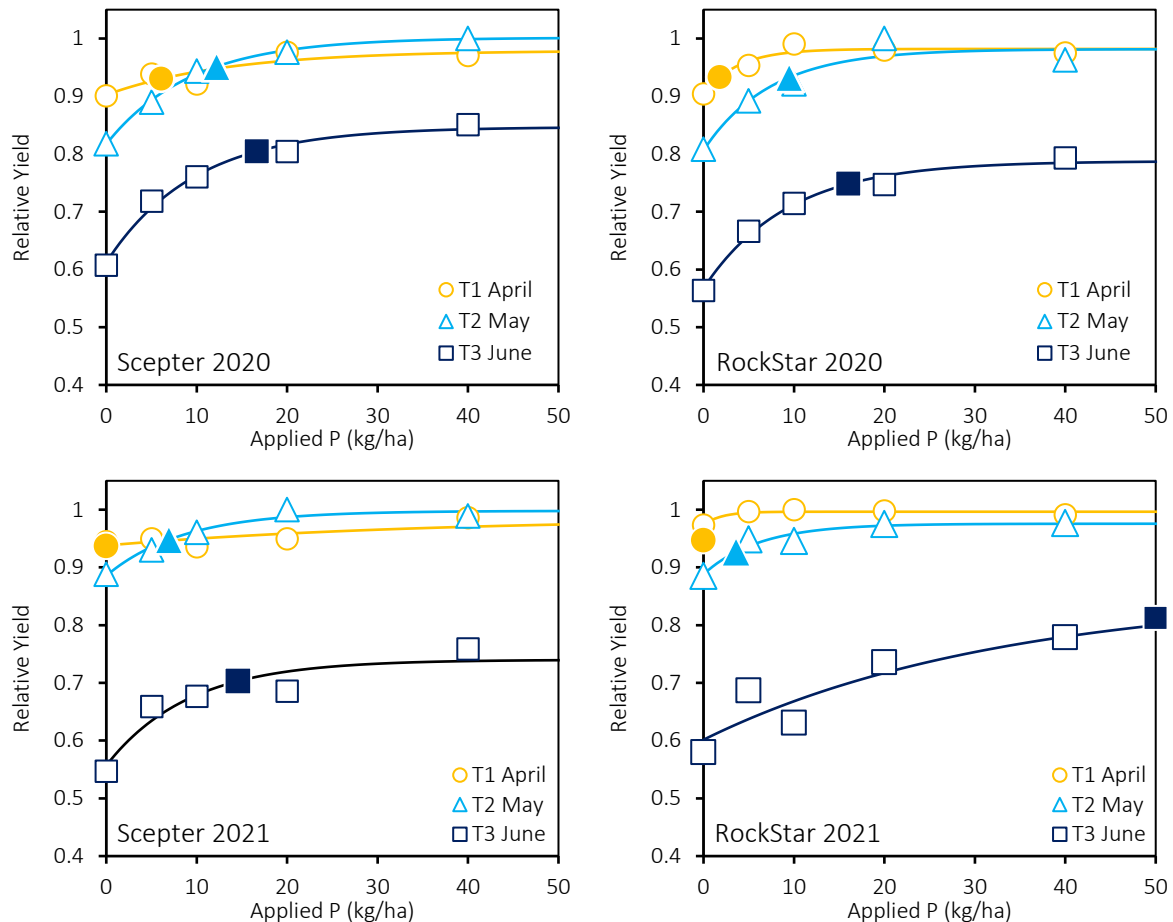 Relative Yield
1
0.9
0.8
0.7
0.6
0.5
0.4
T1 April
T2 May
T3 June
Scepter 2020
0 10 20 30 40 50
Applied P (kg/ha)
Relative Yield
1
0.9
0.8
0.7
0.6
0.5
0.4
T1 April
T2 May
T3 June
RockStar 2020
0 10 20 30 40 50
Applied P (kg/ha)
Relative Yield
1
0.9
0.8
0.7
0.6
0.5
0.4
T1 April
T2 May
T3 June
Scepter 2021
0 10 20 30 40 50
Applied P (kg/ha)
Relative Yield
1
0.9
0.8
0.7
0.6
0.5
0.4
T1 April
T2 May
T3 June
RockStar 2021
0 10 20 30 40 50
Applied P (kg/ha)